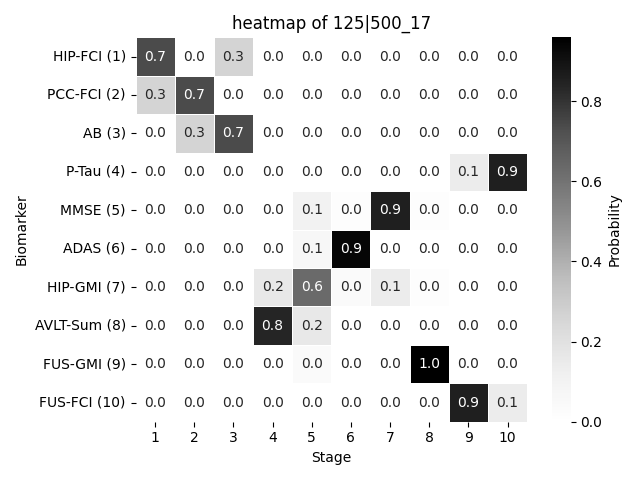 heatmap of 125|500_17
HIP-FCI (1) 0.7 0.0 0.3 0.0 0.0 0.0 0.0 0.0 0.0 0.0
PCC-FCI (2) 0.3 0.7 0.0 0.0 0.0 0.0 0.0 0.0 0.0 0.0
AB (3) 0.0 0.3 0.7 0.0 0.0 0.0 0.0 0.0 0.0 0.0
P-Tau (4) 0.0 0.0 0.0 0.0 0.0 0.0 0.0 0.0 0.1 0.9
MMSE (5) 0.0 0.0 0.0 0.0 0.1 0.0 0.9 0.0 0.0 0.0
ADAS (6) 0.0 0.0 0.0 0.0 0.1 0.9 0.0 0.0 0.0 0.0
HIP-GMI (7) 0.0 0.0 0.0 0.2 0.6 0.0 0.1 0.0 0.0 0.0
AVLT-Sum (8) 0.0 0.0 0.0 0.8 0.2 0.0 0.0 0.0 0.0 0.0
FUS-GMI (9) 0.0 0.0 0.0 0.0 0.0 0.0 0.0 1.0 0.0 0.0
FUS-FCI (10) 0.0 0.0 0.0 0.0 0.0 0.0 0.0 0.0 0.9 0.1
1 2 3 4 5 6 7 8 9 10
Stage
Biomarker
0.8
0.6
0.4
0.2
0.0
Probability